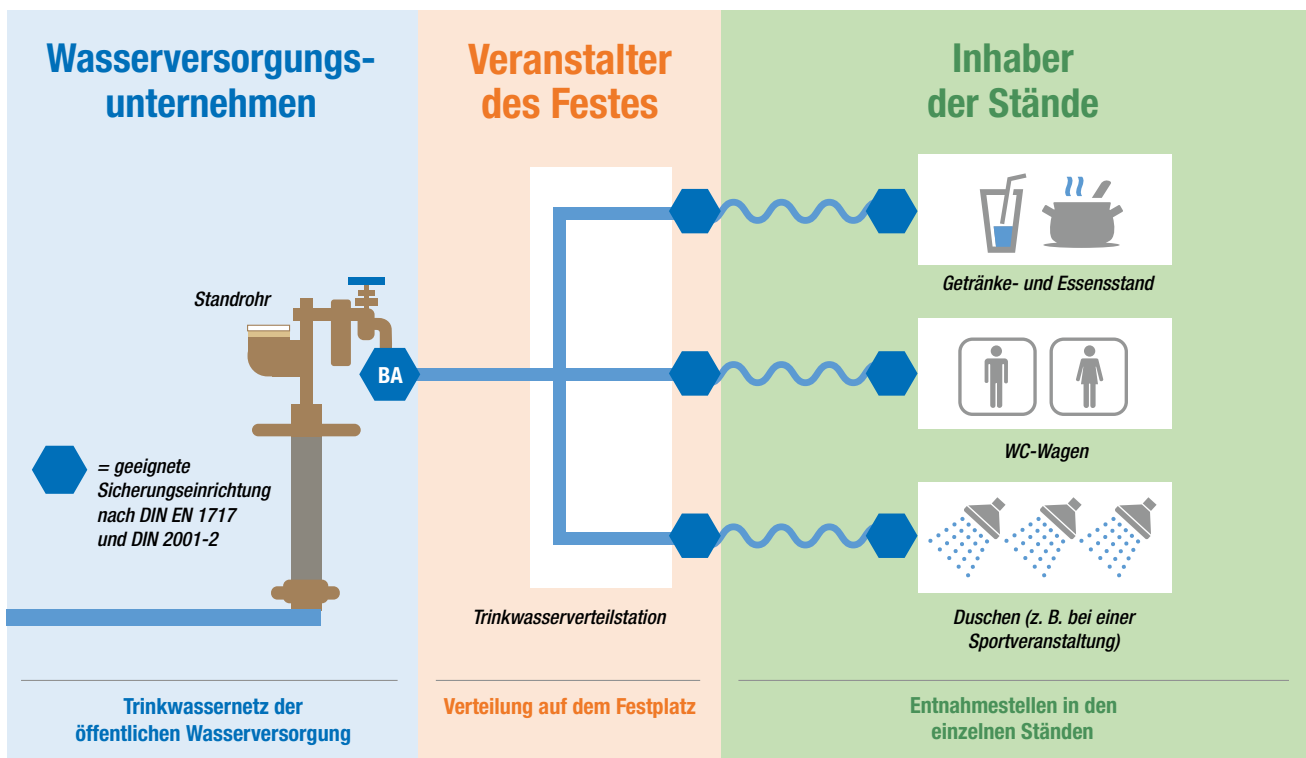 Wasserversorgungs-
unternehmen
Standrohr
BA
= geeignete
Sicherungseinrichtung
nach DIN EN 1717
und DIN 2001-2
Trinkwassernetz der
öffentlichen Wasserversorgung
Veranstalter
des Festes
Trinkwasserverteilstation
Verteilung auf dem Festplatz
Inhaber
der Stände
Getränke- und Essensstand
WC-Wagen
Duschen (z. B. bei einer
Sportveranstaltung)
Entnahmestellen in den
einzelnen Ständen